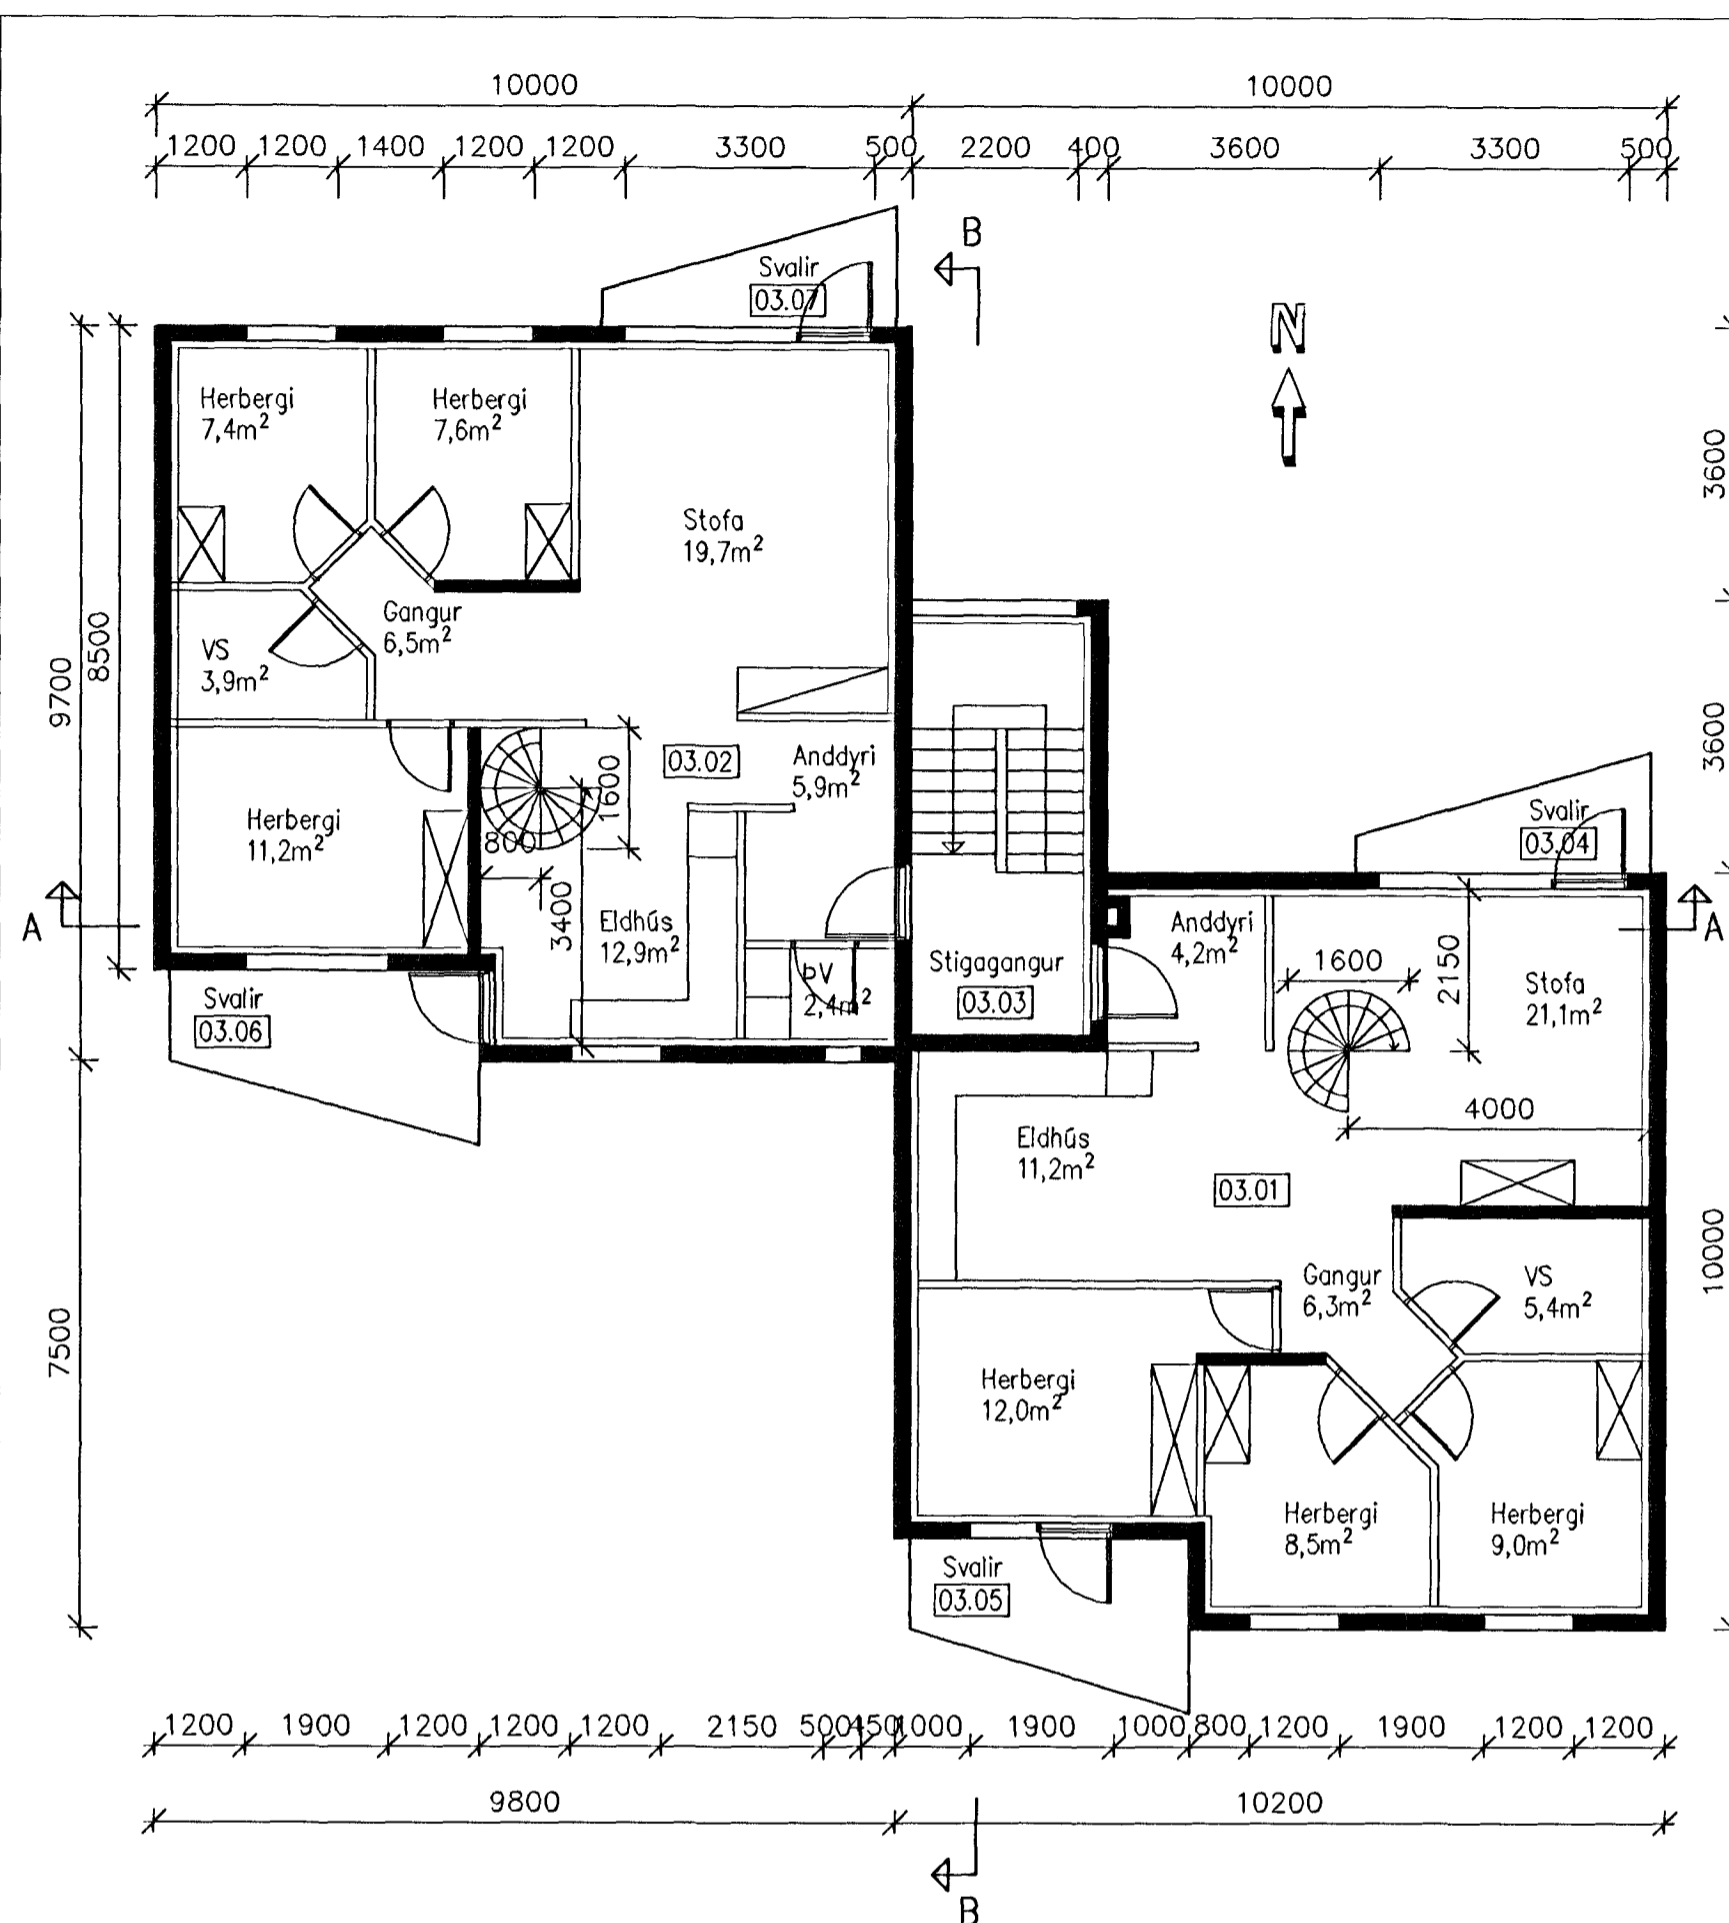 10000
10000
1200 1200 1400 1200 1200 3300 500 2200 400 3600 3300 500
B
Svalir
03.07
N
Herbergi
7,4m²
Herbergi
7,6m²
3600
Stofa
19,7m²
Gangur
6,5m²
VS
3,9m²
8500
9700
3600
03.02
Anddyri
5,9m²
1600
800
Herbergi
11,2m²
3400
Eldhús
12,9m²
Svalir
03.04
A
A
Anddyri
4,2m²
Stigagangur
03.03
1600
2150
Stofa
21,1m²
ÞV
2,4m²
Svalir
03.06
4000
Eldhús
11,2m²
03.01
10000
Gangur
6,3m²
VS
5,4m²
7500
Herbergi
12,0m²
Herbergi
8,5m²
Herbergi
9,0m²
Svalir
03.05
1200 1900 1200 1200 1200 2150 500 450 1000 1900 1000 800 1200 1900 1200 1200
9800
10200
B